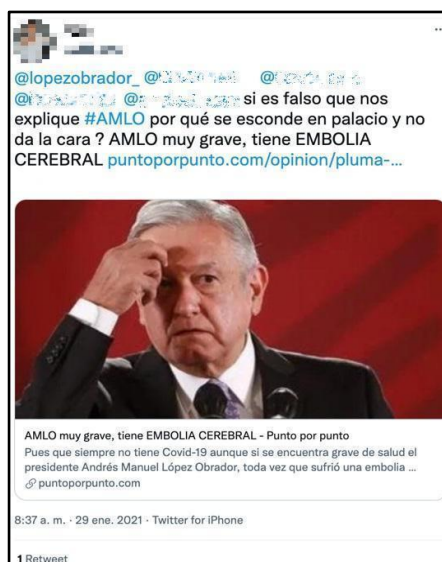 @lopezobrador_
si es falso que nos
explique #AMLO por qué se esconde en palacio y no
da la cara ? AMLO muy grave, tiene EMBOLIA
CEREBRAL puntoporpunto.com/opinion/pluma-...
AMLO muy grave, tiene EMBOLIA CEREBRAL - Punto por punto
Pues que siempre no tiene Covid-19 aunque si se encuentra grave de salud el
presidente Andrés Manuel López Obrador, toda vez que sufrió una embolia ...
puntoporpunto.com
8:37 a. m. · 29 ene. 2021 · Twitter for iPhone
1 Retweet